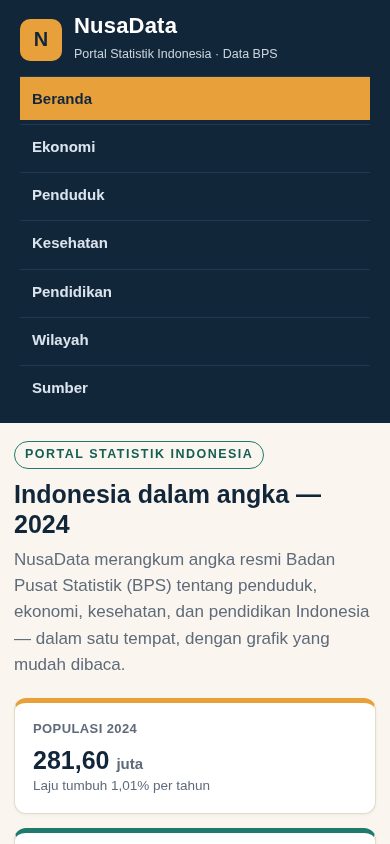 N
NusaData
Portal Statistik Indonesia · Data BPS
Beranda
Ekonomi
Penduduk
Kesehatan
Pendidikan
Wilayah
Sumber
PORTAL STATISTIK INDONESIA
Indonesia dalam angka —
2024
NusaData merangkum angka resmi Badan
Pusat Statistik (BPS) tentang penduduk,
ekonomi, kesehatan, dan pendidikan Indonesia
— dalam satu tempat, dengan grafik yang
mudah dibaca.
POPULASI 2024
281,60 juta
Laju tumbuh 1,01% per tahun